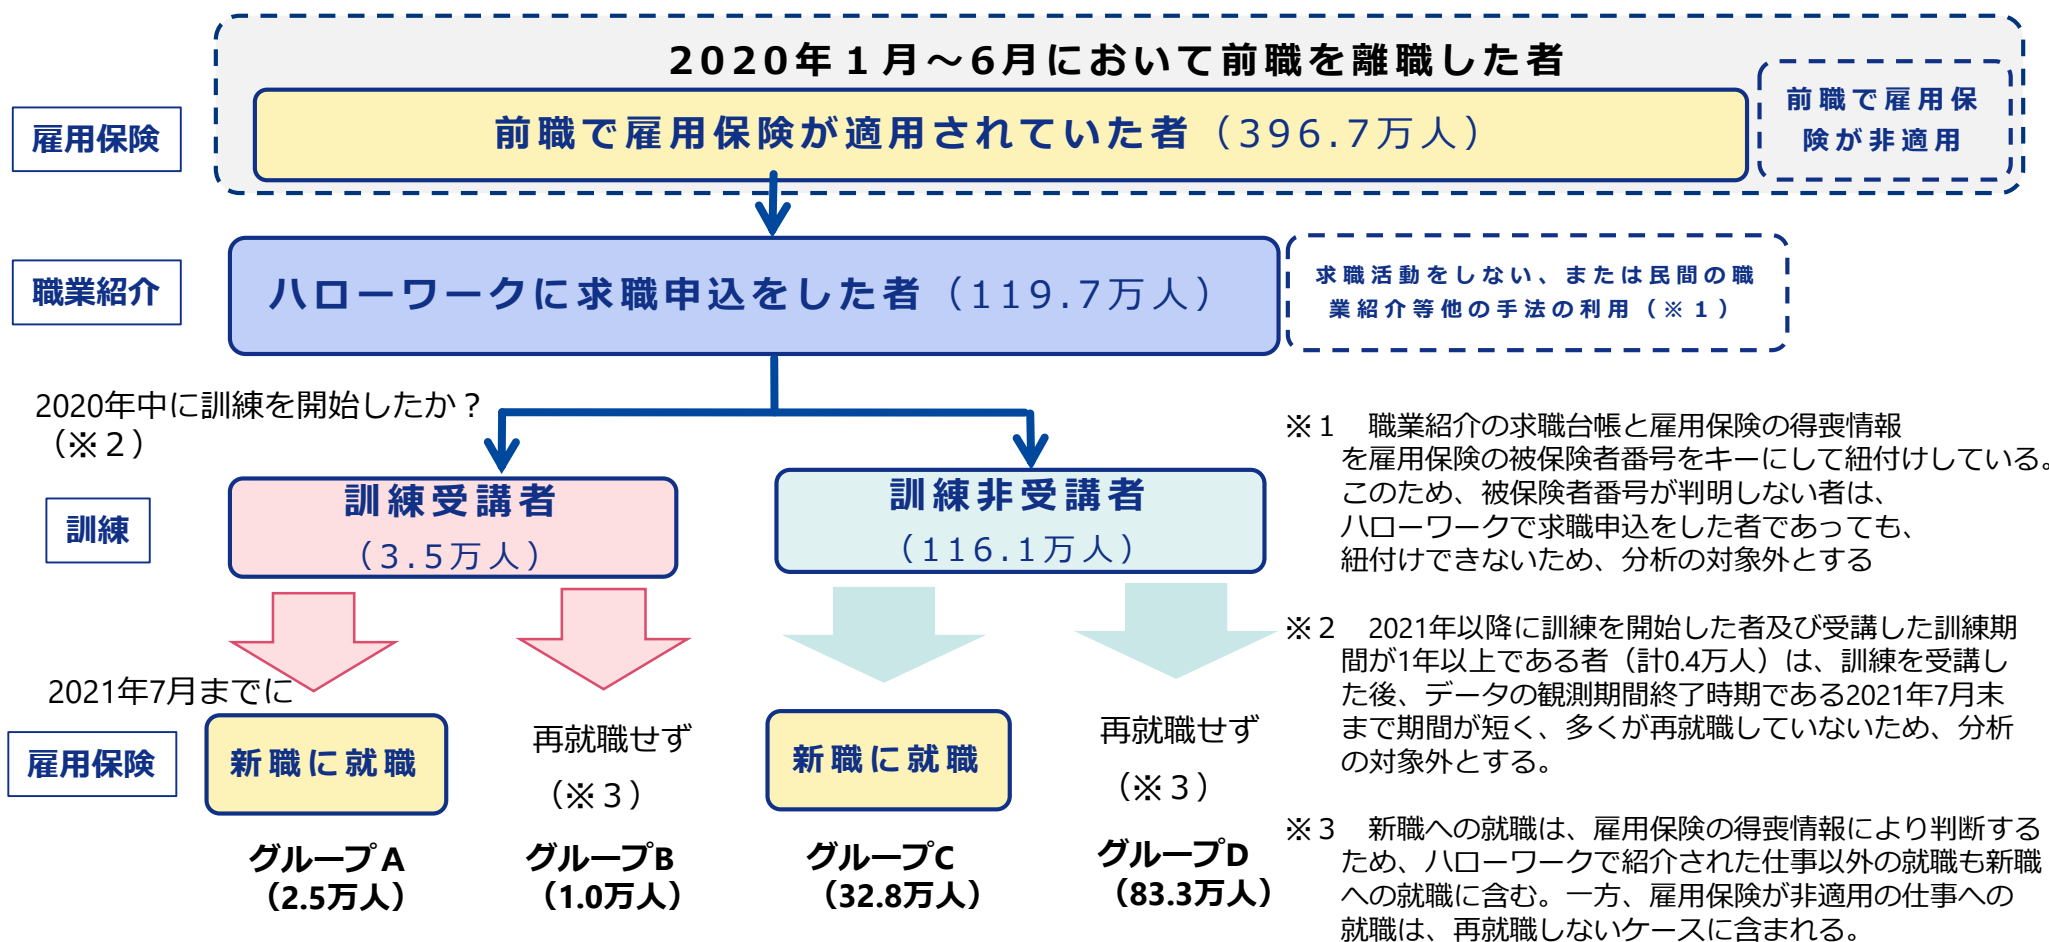 2020年１月～6月において前職を離職した者
雇用保険
前職で雇用保険が適用されていた者（396.7万人）
前職で雇用保
険が非適用
職業紹介
ハローワークに求職申込をした者（119.7万人）
求職活動をしない、または民間の職
業紹介等他の手法の利用（※１）
2020年中に訓練を開始したか？
（※２）
訓練
訓練受講者
（3.5万人）
訓練非受講者
（116.1万人）
2021年7月までに
雇用保険
新職に就職
再就職せず
（※３）
新職に就職
再就職せず
（※３）
グループＡ
（2.5万人）
グループB
（1.0万人）
グループC
（32.8万人）
グループD
（83.3万人）
※１　職業紹介の求職台帳と雇用保険の得喪情報
を雇用保険の被保険者番号をキーにして紐付けしている。
このため、被保険者番号が判明しない者は、
ハローワークで求職申込をした者であっても、
紐付けできないため、分析の対象外とする
※２　2021年以降に訓練を開始した者及び受講した訓練期
間が1年以上である者（計0.4万人）は、訓練を受講し
た後、データの観測期間終了時期である2021年7月末
まで期間が短く、多くが再就職していないため、分析
の対象外とする。
※３　新職への就職は、雇用保険の得喪情報により判断する
ため、ハローワークで紹介された仕事以外の就職も新職
への就職に含む。一方、雇用保険が非適用の仕事への
就職は、再就職しないケースに含まれる。